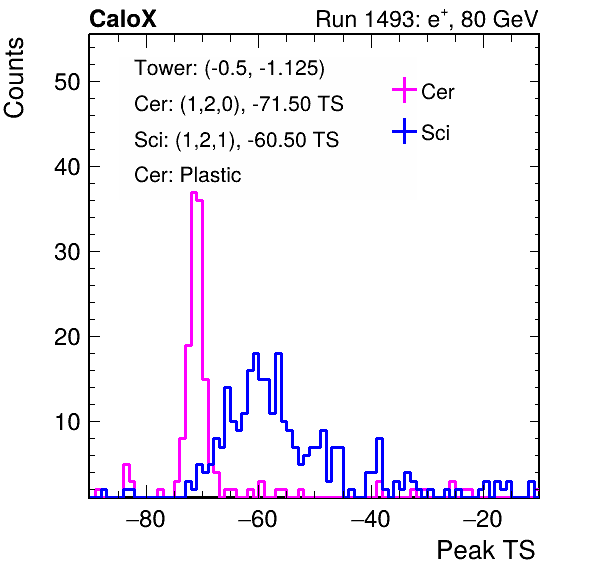 CaloX Run 1493: e+, 80 GeV
Counts
Tower: (-0.5, -1.125)
Cer: (1,2,0), -71.50 TS
Sci: (1,2,1), -60.50 TS
Cer: Plastic
Cer
Sci
50
40
30
20
10
−80 −60 −40 −20
Peak TS